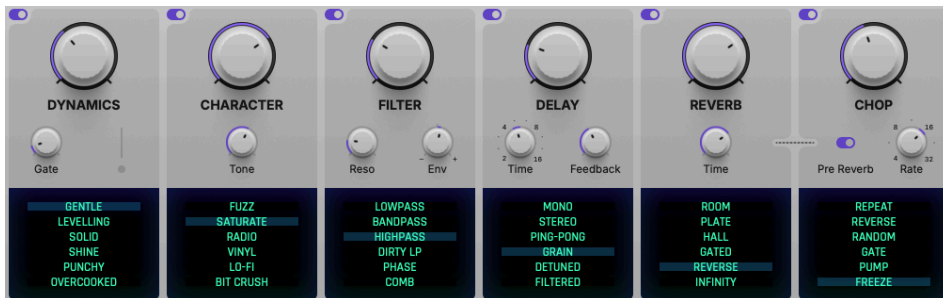 DYNAMICS
Gate
GENTLE
LEVELLING
SOLID
SHINE
PUNCHY
OVERCOOKED
CHARACTER
Tone
FUZZ
SATURATE
RADIO
VINYL
LO-FI
BIT CRUSH
FILTER
Reso
- +
Env
LOWPASS
BANDPASS
HIGHPASS
DIRTY LP
PHASE
COMB
DELAY
4 8
2 16
Time Feedback
MONO
STEREO
PING-PONG
GRAIN
DETUNED
FILTERED
REVERB
Time
ROOM
PLATE
HALL
GATED
REVERSE
INFINITY
CHOP
8 16
4 32
Pre Reverb Rate
REPEAT
REVERSE
RANDOM
GATE
PUMP
FREEZE